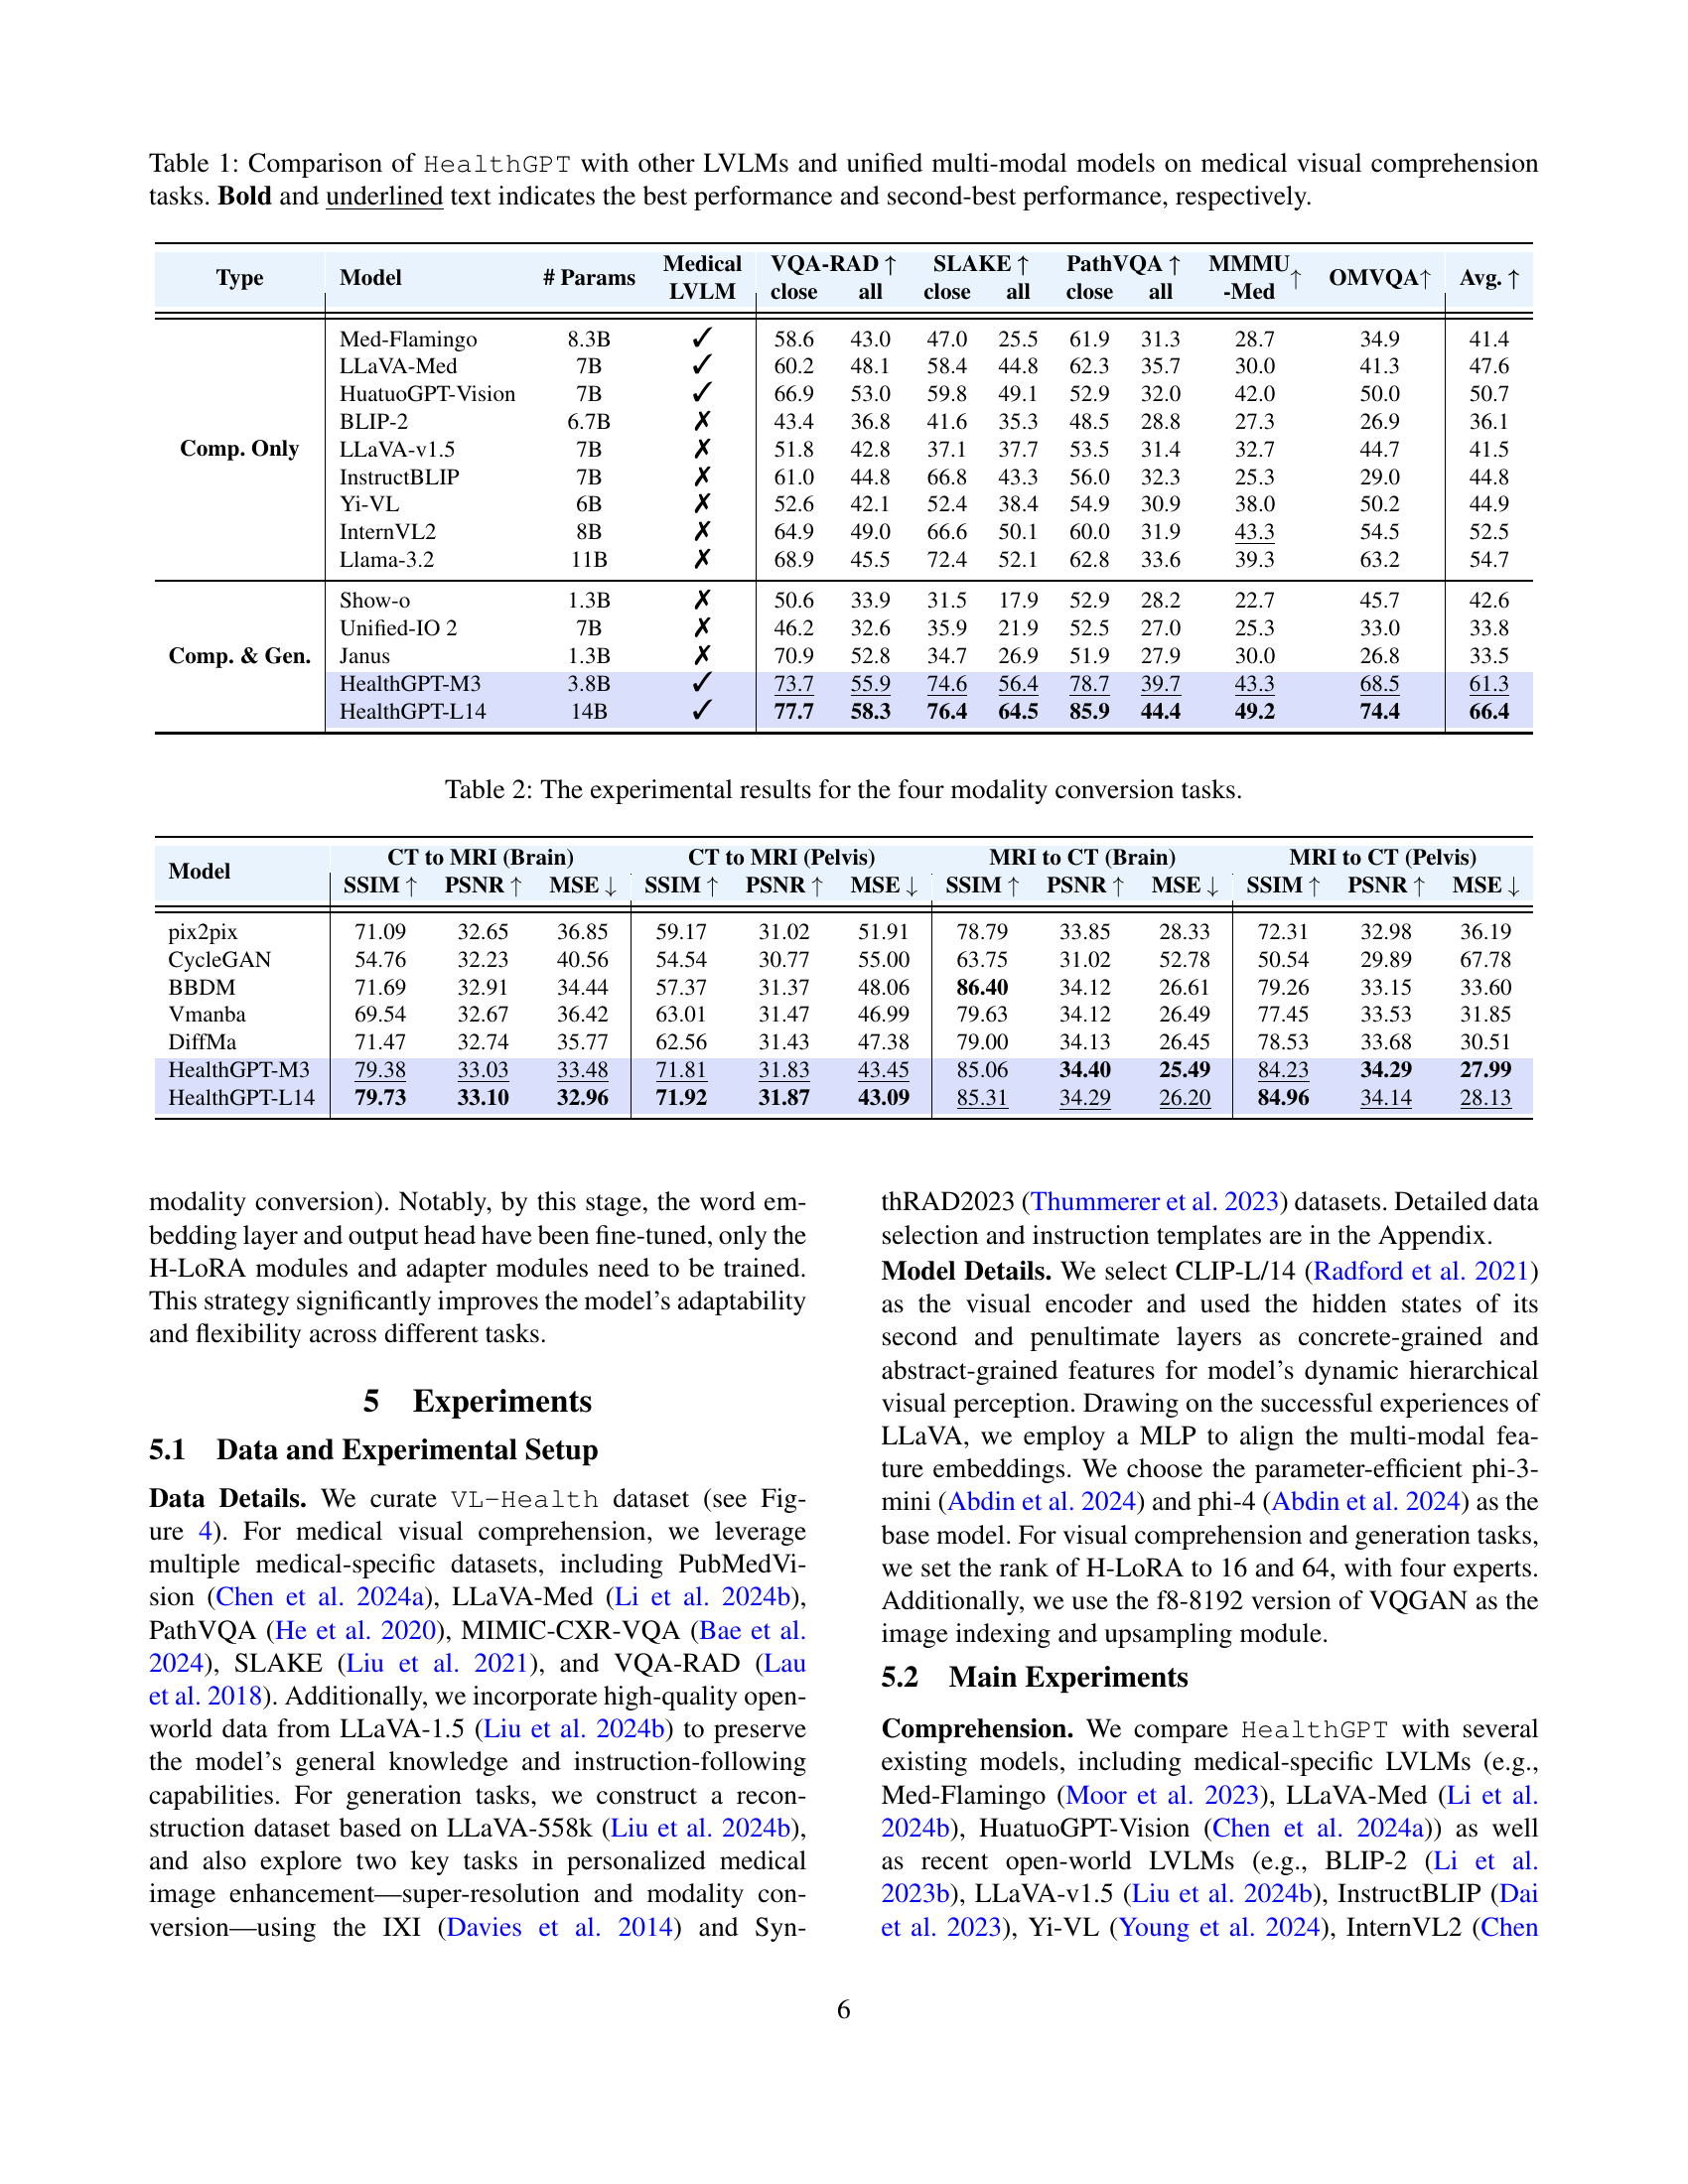 Table 1: Comparison of HealthGPT with other LVLMs and unified multi-modal models on medical visual comprehension
tasks. Bold and underlined text indicates the best performance and second-best performance, respectively.
Type Model # Params Medical LVLM VQA-RAD ↑ close all SLAKE ↑ close all PathVQA ↑ close all MMMU -Med ↑ OMVQA↑ Avg. ↑
Comp. Only
Med-Flamingo 8.3B ✓ 58.6 43.0 47.0 25.5 61.9 31.3 28.7 34.9 41.4
LLaVA-Med 7B ✓ 60.2 48.1 58.4 44.8 62.3 35.7 30.0 41.3 47.6
HuatuoGPT-Vision 7B ✓ 66.9 53.0 59.8 49.1 52.9 32.0 42.0 50.0 50.7
BLIP-2 6.7B ✗ 43.4 36.8 41.6 35.3 48.5 28.8 27.3 26.9 36.1
LLaVA-v1.5 7B ✗ 51.8 42.8 37.1 37.7 53.5 31.4 32.7 44.7 41.5
InstructBLIP 7B ✗ 61.0 44.8 66.8 43.3 56.0 32.3 25.3 29.0 44.8
Yi-VL 6B ✗ 52.6 42.1 52.4 38.4 54.9 30.9 38.0 50.2 44.9
InternVL2 8B ✗ 64.9 49.0 66.6 50.1 60.0 31.9 43.3 54.5 52.5
Llama-3.2 11B ✗ 68.9 45.5 72.4 52.1 62.8 33.6 39.3 63.2 54.7
Comp. & Gen.
Show-o 1.3B ✗ 50.6 33.9 31.5 17.9 52.9 28.2 22.7 45.7 42.6
Unified-IO 2 7B ✗ 46.2 32.6 35.9 21.9 52.5 27.0 25.3 33.0 33.8
Janus 1.3B ✗ 70.9 52.8 34.7 26.9 51.9 27.9 30.0 26.8 33.5
HealthGPT-M3 3.8B ✓ 73.7 55.9 74.6 56.4 78.7 39.7 43.3 68.5 61.3
HealthGPT-L14 14B ✓ 77.7 58.3 76.4 64.5 85.9 44.4 49.2 74.4 66.4
Table 2: The experimental results for the four modality conversion tasks.
Model CT to MRI (Brain) CT to MRI (Pelvis) MRI to CT (Brain) MRI to CT (Pelvis)
SSIM ↑ PSNR ↑ MSE ↓ SSIM ↑ PSNR ↑ MSE ↓ SSIM ↑ PSNR ↑ MSE ↓ SSIM ↑ PSNR ↑ MSE ↓
pix2pix 71.09 32.65 36.85 59.17 31.02 51.91 78.79 33.85 28.33 72.31 32.98 36.19
CycleGAN 54.76 32.23 40.56 54.54 30.77 55.00 63.75 31.02 52.78 50.54 29.89 67.78
BBDM 71.69 32.91 34.44 57.37 31.37 48.06 86.40 34.12 26.61 79.26 33.15 33.60
Vmanba 69.54 32.67 36.42 63.01 31.47 46.99 79.63 34.12 26.49 77.45 33.53 31.85
DiffMa 71.47 32.74 35.77 62.56 31.43 47.38 79.00 34.13 26.45 78.53 33.68 30.51
HealthGPT-M3 79.38 33.03 33.48 71.81 31.83 43.45 85.06 34.40 25.49 84.23 34.29 27.99
HealthGPT-L14 79.73 33.10 32.96 71.92 31.87 43.09 85.31 34.29 26.20 84.96 34.14 28.13
modality conversion). Notably, by this stage, the word em-
bedding layer and output head have been fine-tuned, only the
H-LoRA modules and adapter modules need to be trained.
This strategy significantly improves the model's adaptability
and flexibility across different tasks.
5 Experiments
5.1 Data and Experimental Setup
Data Details. We curate VL-Health dataset (see Fig-
ure 4). For medical visual comprehension, we leverage
multiple medical-specific datasets, including PubMedVi-
sion (Chen et al. 2024a), LLaVA-Med (Li et al. 2024b),
PathVQA (He et al. 2020), MIMIC-CXR-VQA (Bae et al.
2024), SLAKE (Liu et al. 2021), and VQA-RAD (Lau
et al. 2018). Additionally, we incorporate high-quality open-
world data from LLaVA-1.5 (Liu et al. 2024b) to preserve
the model's general knowledge and instruction-following
capabilities. For generation tasks, we construct a recon-
struction dataset based on LLaVA-558k (Liu et al. 2024b),
and also explore two key tasks in personalized medical
image enhancement—super-resolution and modality con-
version—using the IXI (Davies et al. 2014) and Syn-
thRAD2023 (Thummerer et al. 2023) datasets. Detailed data
selection and instruction templates are in the Appendix.
Model Details. We select CLIP-L/14 (Radford et al. 2021)
as the visual encoder and used the hidden states of its
second and penultimate layers as concrete-grained and
abstract-grained features for model's dynamic hierarchical
visual perception. Drawing on the successful experiences of
LLaVA, we employ a MLP to align the multi-modal fea-
ture embeddings. We choose the parameter-efficient phi-3-
mini (Abdin et al. 2024) and phi-4 (Abdin et al. 2024) as the
base model. For visual comprehension and generation tasks,
we set the rank of H-LoRA to 16 and 64, with four experts.
Additionally, we use the f8-8192 version of VQGAN as the
image indexing and upsampling module.
5.2 Main Experiments
Comprehension. We compare HealthGPT with several
existing models, including medical-specific LVLMs (e.g.,
Med-Flamingo (Moor et al. 2023), LLaVA-Med (Li et al.
2024b), HuatuoGPT-Vision (Chen et al. 2024a)) as well
as recent open-world LVLMs (e.g., BLIP-2 (Li et al.
2023b), LLaVA-v1.5 (Liu et al. 2024b), InstructBLIP (Dai
et al. 2023), Yi-VL (Young et al. 2024), InternVL2 (Chen
6